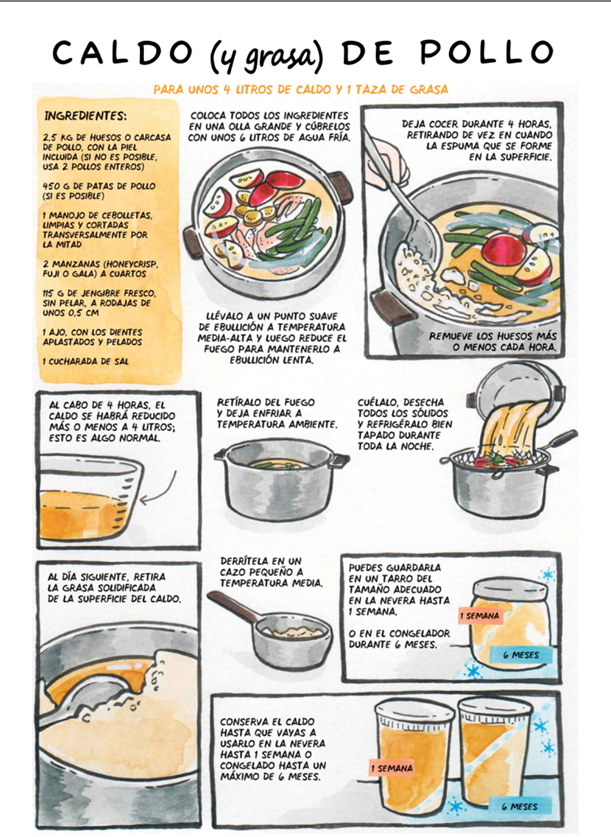 CALDO (y grasa) DE POLLO
PARA UNOS 4 LITROS DE CALDO Y 1 TAZA DE GRASA
INGREDIENTES:
2,5 KG DE HUESOS O CARCASA
DE POLLO, CON LA PIEL
INCLUIDA (SI NO ES POSIBLE,
USA 2 POLLOS ENTEROS)
450 G DE PATAS DE POLLO
(SI ES POSIBLE)
1 MANOJO DE CEBOLLETAS,
LIMPIAS Y CORTADAS
TRANSVERSALMENTE POR
LA MITAD
2 MANZANAS (HONEYCRISP,
FUJI O GALA) A CUARTOS
115 G DE JENGIBRE FRESCO,
SIN PELAR, A RODAJAS DE
UNOS 0,5 CM
1 AJO, CON LOS DIENTES
APLASTADOS Y PELADOS
1 CUCHARADA DE SAL
COLOCA TODOS LOS INGREDIENTES
EN UNA OLLA GRANDE Y CÚBRELOS
CON UNOS 6 LITROS DE AGUA FRÍA.
LLÉVALO A UN PUNTO SUAVE
DE EBULLICIÓN A TEMPERATURA
MEDIA-ALTA Y LUEGO REDUCE EL
FUEGO PARA MANTENERLO A
EBULLICIÓN LENTA.
DEJA COCER DURANTE 4 HORAS,
RETIRANDO DE VEZ EN CUANDO
LA ESPUMA QUE SE FORME
EN LA SUPERFICIE.
REMUEVE LOS HUESOS MÁS
O MENOS CADA HORA.
AL CABO DE 4 HORAS, EL
CALDO SE HABRÁ REDUCIDO
MÁS O MENOS A 4 LITROS;
ESTO ES ALGO NORMAL.
RETÍRALO DEL FUEGO
Y DEJA ENFRIAR A
TEMPERATURA AMBIENTE.
CUÉLALO, DESECHA
TODOS LOS SÓLIDOS
Y REFRIGÉRALO BIEN
TAPADO DURANTE
TODA LA NOCHE.
AL DÍA SIGUIENTE, RETIRA
LA GRASA SOLIDIFICADA
DE LA SUPERFICIE DEL CALDO.
DERRÍTELA EN UN
CAZO PEQUEÑO A
TEMPERATURA MEDIA.
PUEDES GUARDARLA
EN UN TARRO DEL
TAMAÑO ADECUADO
EN LA NEVERA HASTA
1 SEMANA.
O EN EL CONGELADOR
DURANTE 6 MESES.
1 SEMANA
6 MESES
CONSERVA EL CALDO
HASTA QUE VAYAS A
USARLO EN LA NEVERA
HASTA 1 SEMANA O
CONGELADO HASTA UN
MÁXIMO DE 6 MESES.
1 SEMANA
6 MESES